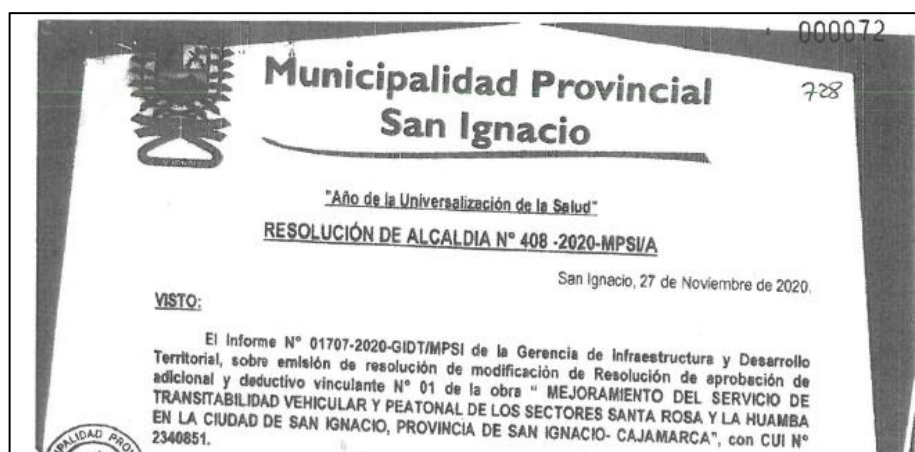 000072
728
Municipalidad Provincial
San Ignacio
"Año de la Universalización de la Salud"
RESOLUCIÓN DE ALCALDIA N° 408 -2020-MPSI/A
San Ignacio, 27 de Noviembre de 2020.
VISTO:
El Informe N° 01707-2020-GIDT/MPSI de la Gerencia de Infraestructura y Desarrollo
Territorial, sobre emisión de resolución de modificación de Resolución de aprobación de
adicional y deductivo vinculante N° 01 de la obra " MEJORAMIENTO DEL SERVICIO DE
TRANSITABILIDAD VEHICULAR Y PEATONAL DE LOS SECTORES SANTA ROSA Y LA HUAMBA
EN LA CIUDAD DE SAN IGNACIO, PROVINCIA DE SAN IGNACIO- CAJAMARCA", con CUI N°
2340851.